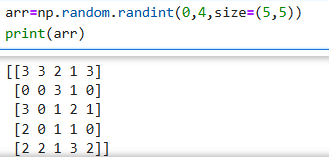 arr=np.random.randint(0,4,size=(5,5))
print(arr)
[[3 3 2 1 3]
 [0 0 3 1 0]
 [3 0 1 2 1]
 [2 0 1 1 0]
 [2 2 1 3 2]]